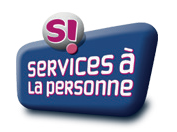 S!
services à
la personne